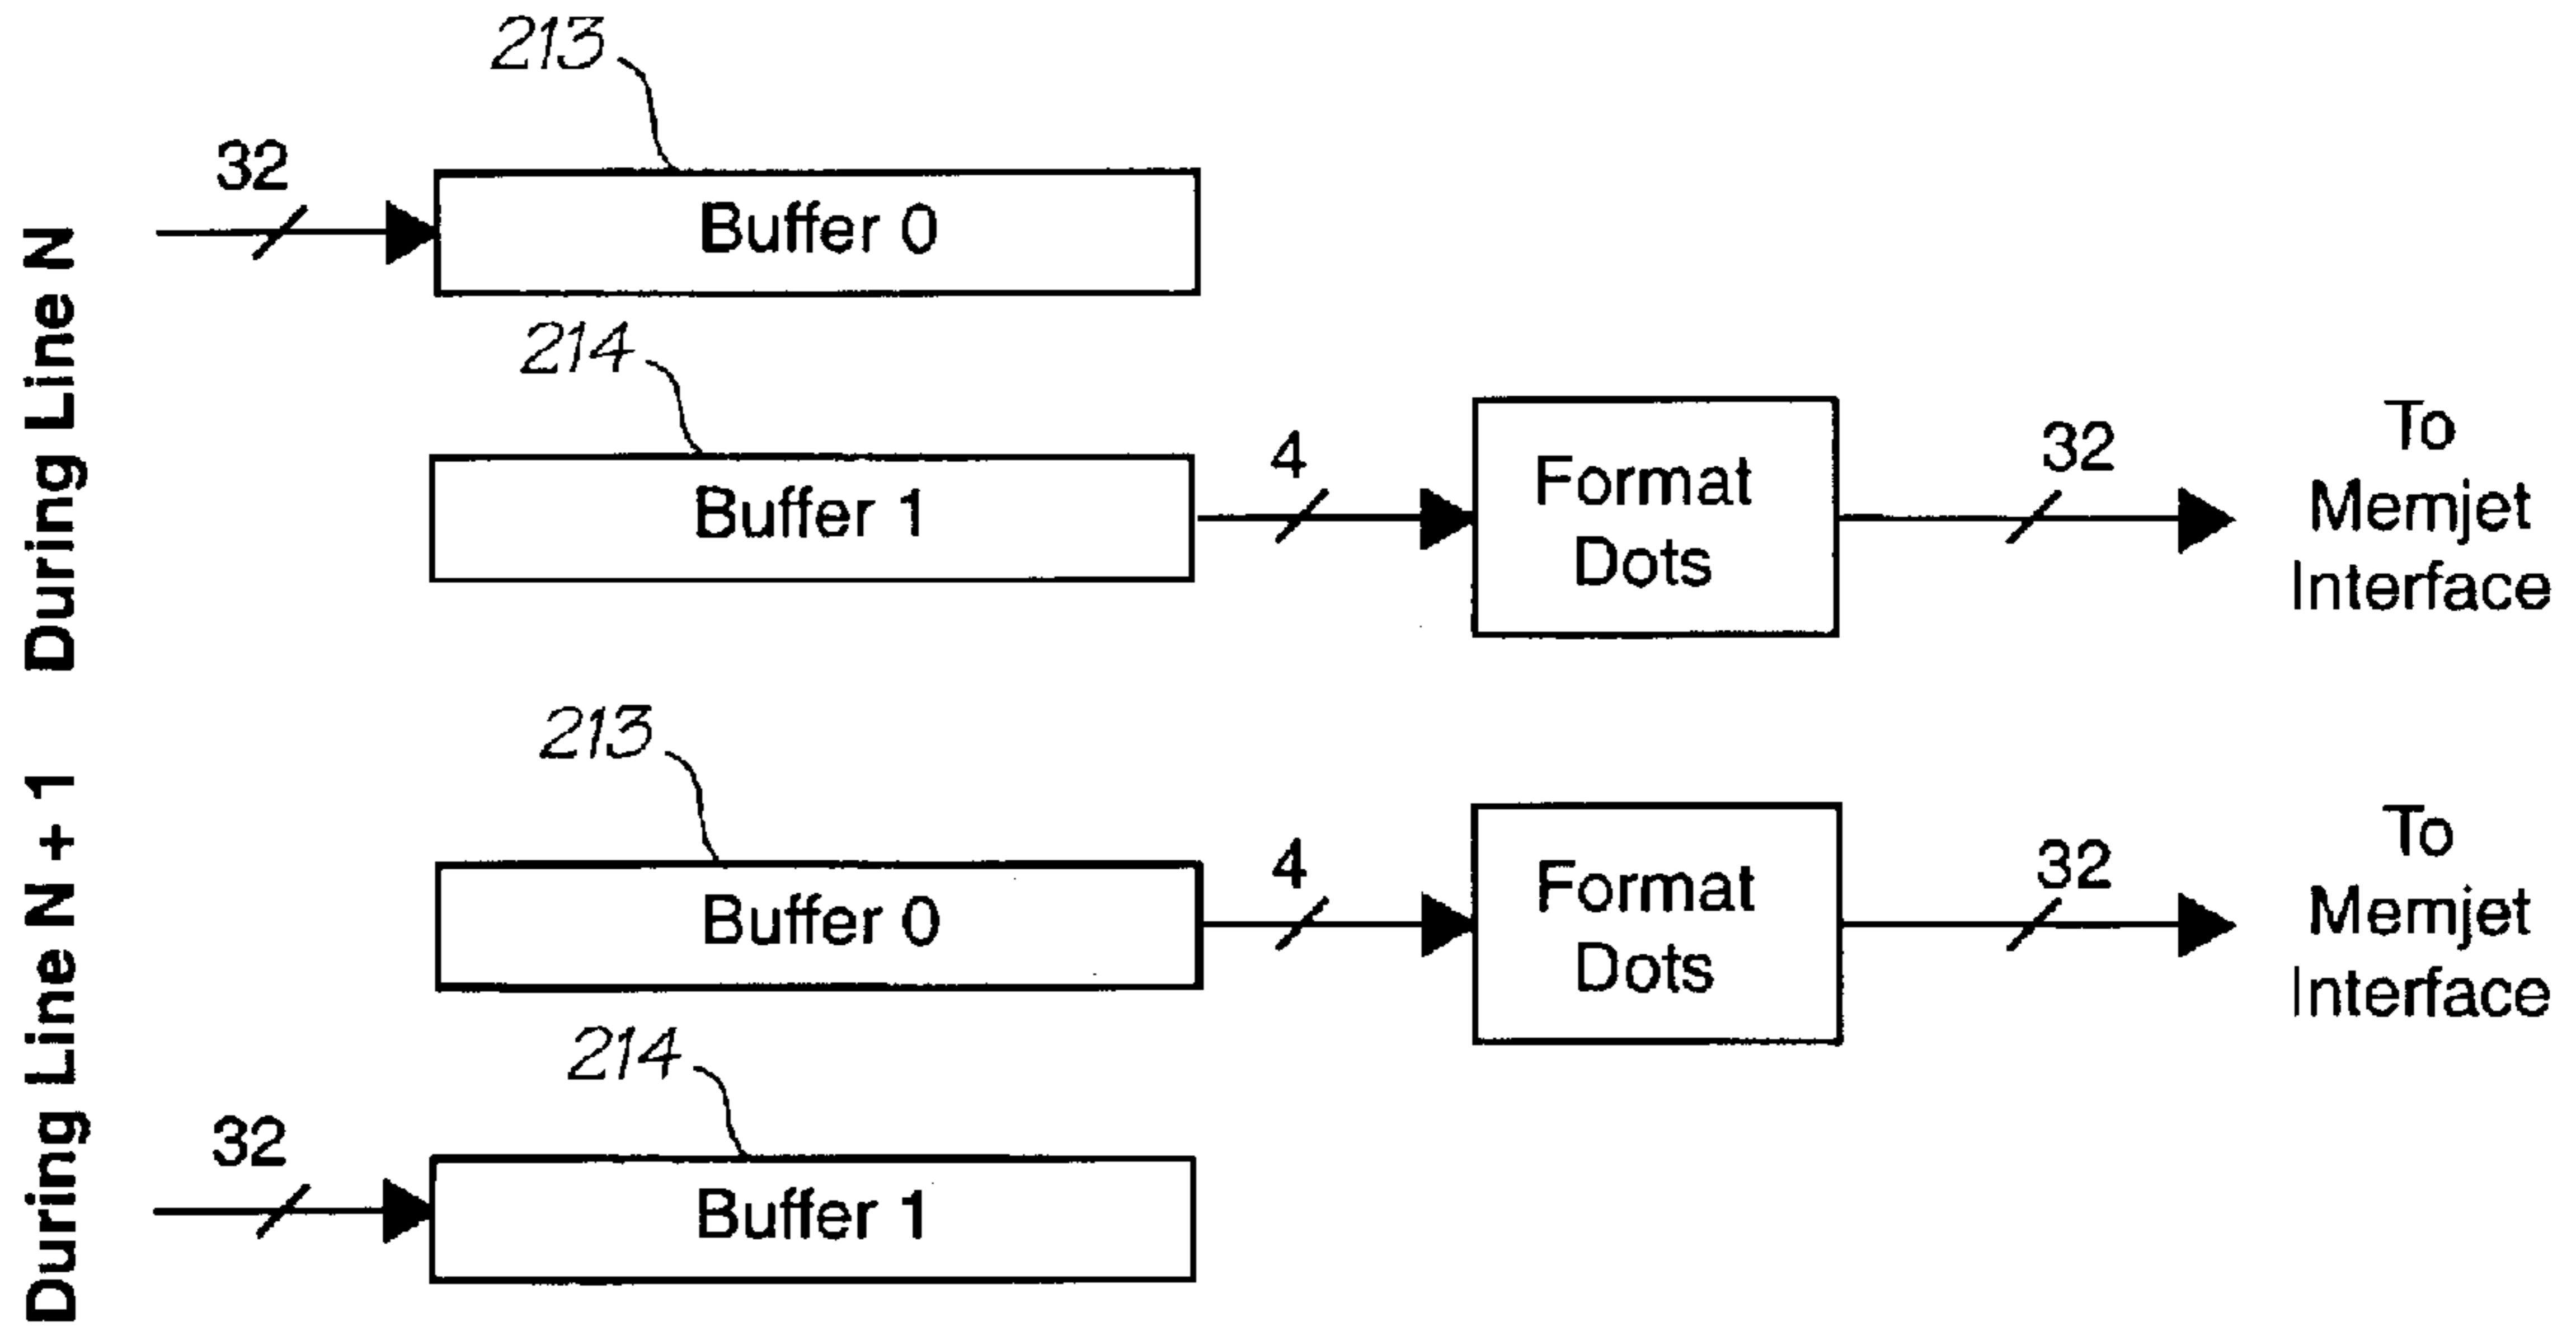 During Line N
213
32
Buffer 0
214
Buffer 1
4
Format
Dots
32
To
Memjet
Interface
During Line N + 1
213
Buffer 0
4
Format
Dots
32
To
Memjet
Interface
214
32
Buffer 1